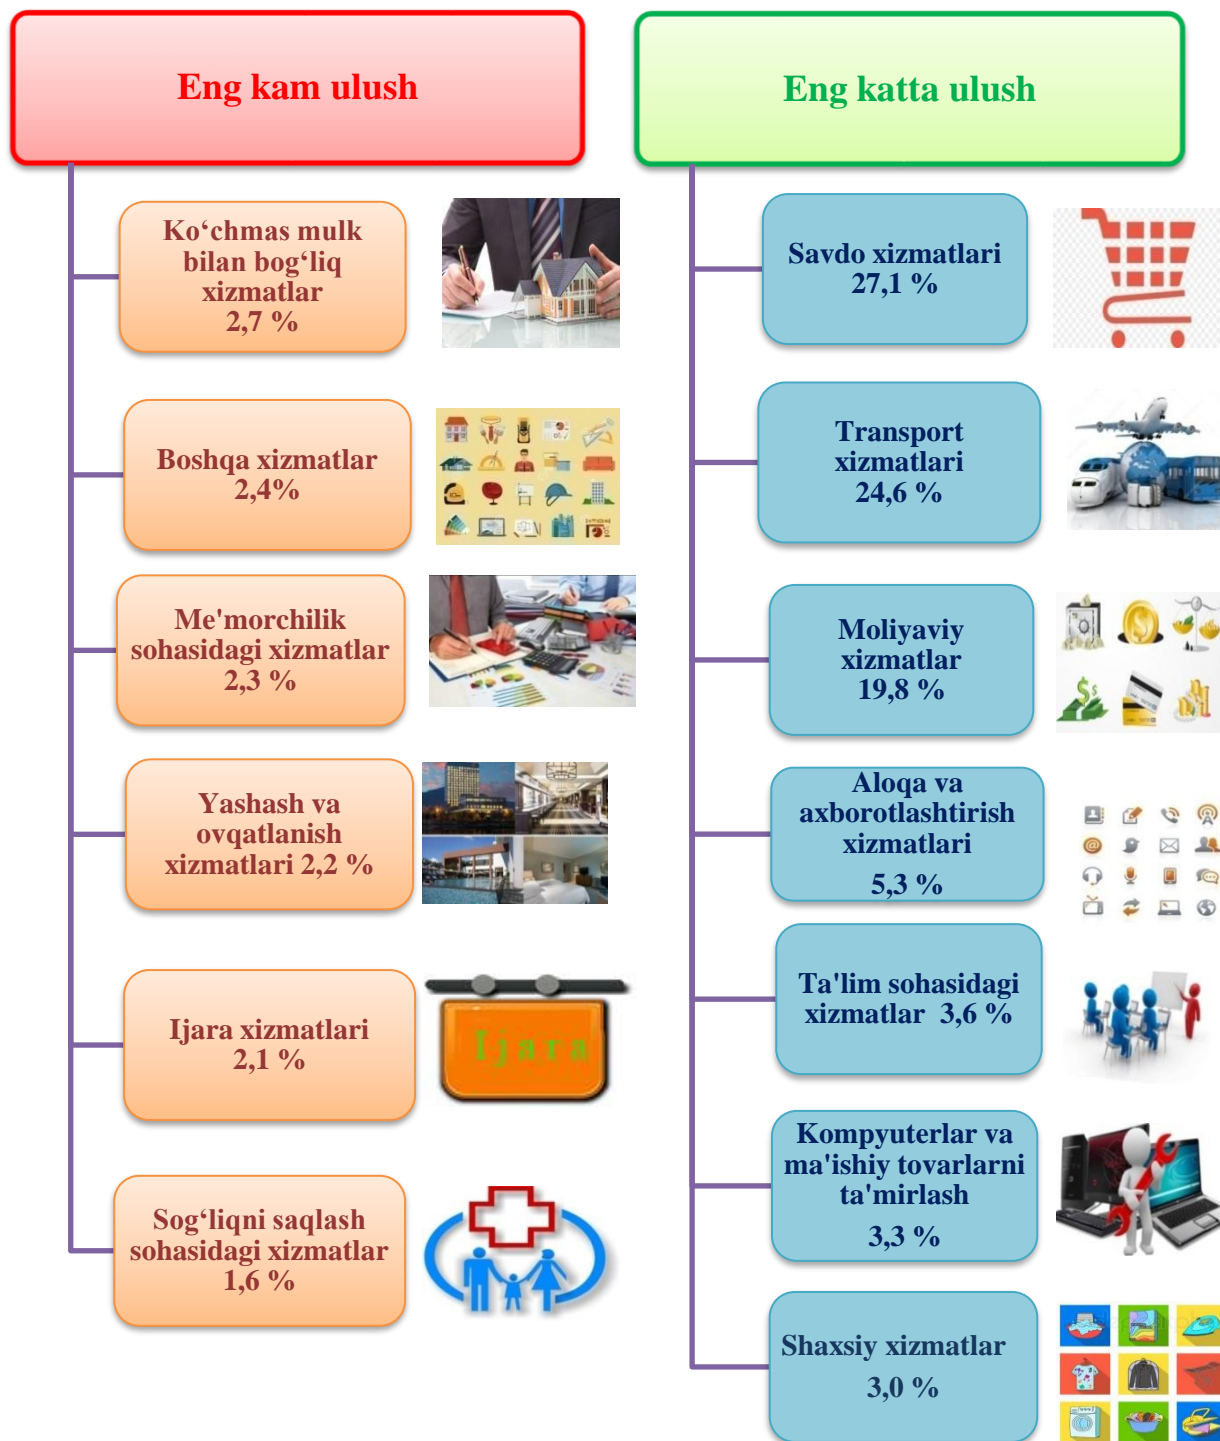 Eng kam ulush
Ko‘chmas mulk
bilan bog‘liq
xizmatlar
2,7 %
Boshqa xizmatlar
2,4%
Me'morchilik
sohasidagi xizmatlar
2,3 %
Yashash va
ovqatlanish
xizmatlari 2,2 %
Ijara xizmatlari
2,1 %
Ijara
Sog‘liqni saqlash
sohasidagi xizmatlar
1,6 %
Eng katta ulush
Savdo xizmatlari
27,1 %
Transport
xizmatlari
24,6 %
Moliyaviy
xizmatlar
19,8 %
Aloqa va
axborotlashtirish
xizmatlari
5,3 %
Ta'lim sohasidagi
xizmatlar 3,6 %
Kompyuterlar va
ma'ishiy tovarlarni
ta'mirlash
3,3 %
Shaxsiy xizmatlar
3,0 %